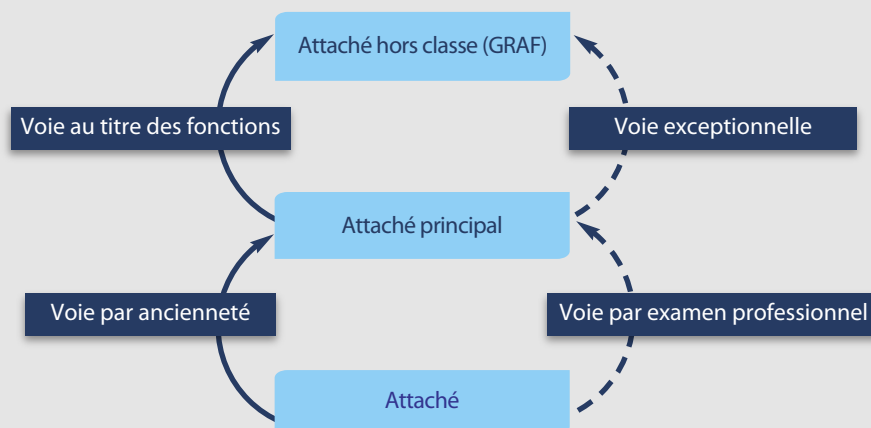 Attaché hors classe (GRAF)
Voie au titre des fonctions
Voie exceptionnelle
Attaché principal
Voie par ancienneté
Voie par examen professionnel
Attaché